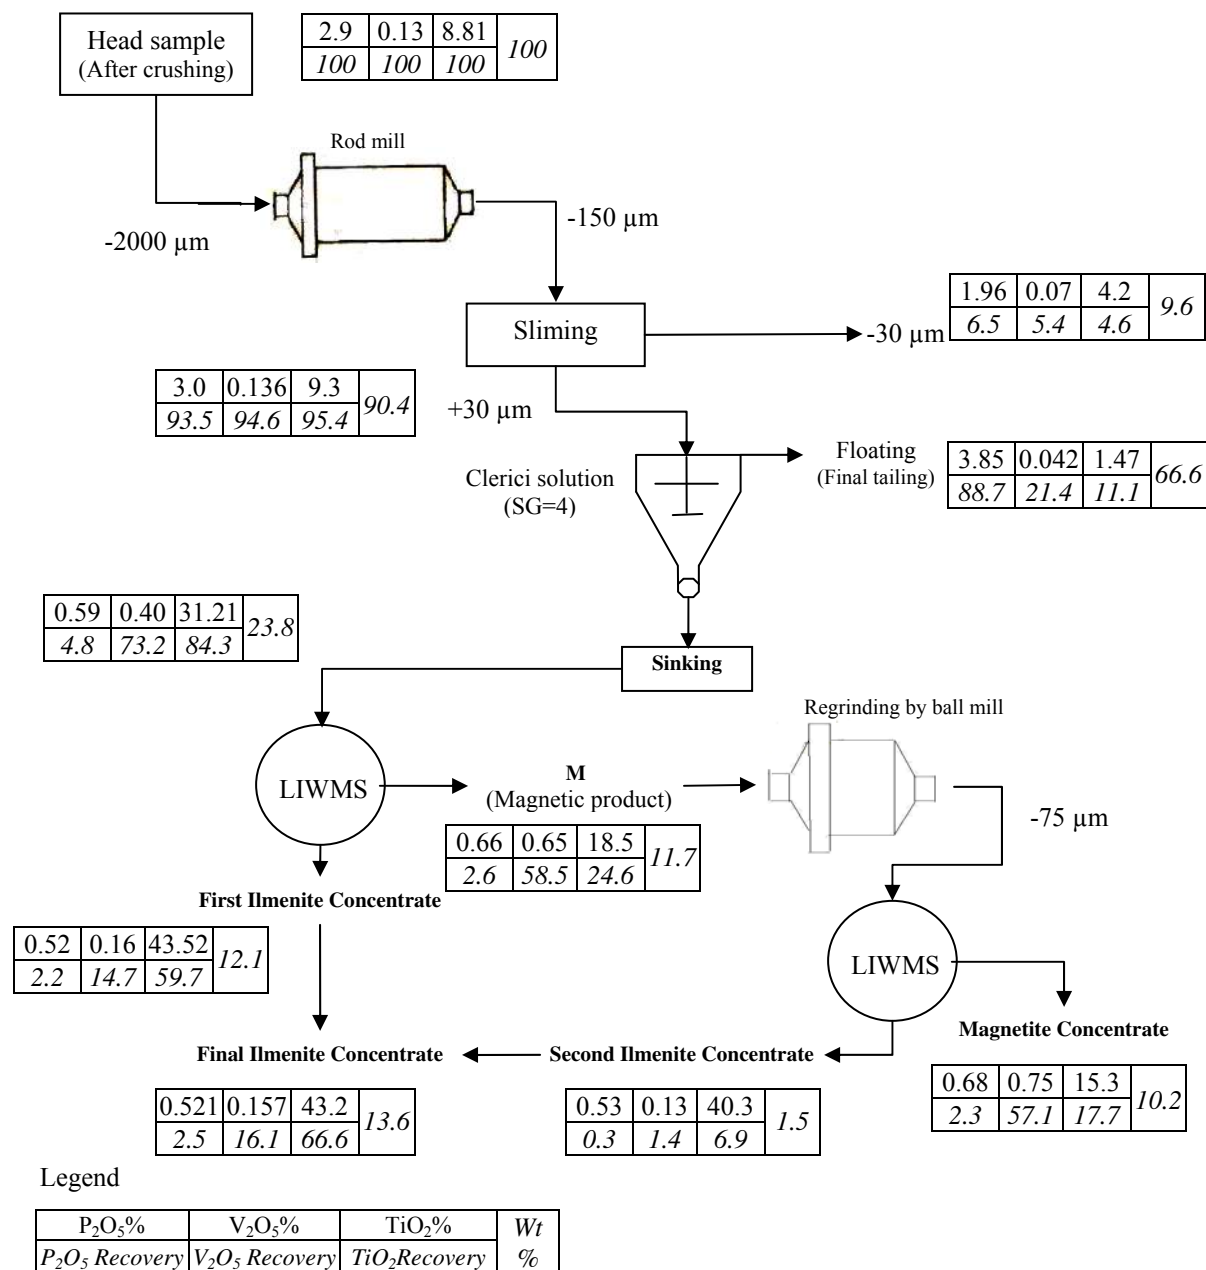 Head sample
(After crushing)
2.9 0.13 8.81 100
100 100 100
Rod mill
-2000 µm
-150 µm
Sliming
-30 µm
1.96 0.07 4.2 9.6
6.5 5.4 4.6
3.0 0.136 9.3 90.4
93.5 94.6 95.4
+30 µm
Clerici solution
(SG=4)
Floating
(Final tailing)
3.85 0.042 1.47 66.6
88.7 21.4 11.1
0.59 0.40 31.21 23.8
4.8 73.2 84.3
Sinking
Regrinding by ball mill
LIWMS
M
(Magnetic product)
0.66 0.65 18.5 11.7
2.6 58.5 24.6
-75 µm
First Ilmenite Concentrate
0.52 0.16 43.52 12.1
2.2 14.7 59.7
LIWMS
Magnetite Concentrate
0.68 0.75 15.3 10.2
2.3 57.1 17.7
Final Ilmenite Concentrate
Second Ilmenite Concentrate
0.521 0.157 43.2 13.6
2.5 16.1 66.6
0.53 0.13 40.3 1.5
0.3 1.4 6.9
Legend
P₂O₅% V₂O₅% TiO₂% Wt
P₂O₅ Recovery V₂O₅ Recovery TiO₂Recovery %